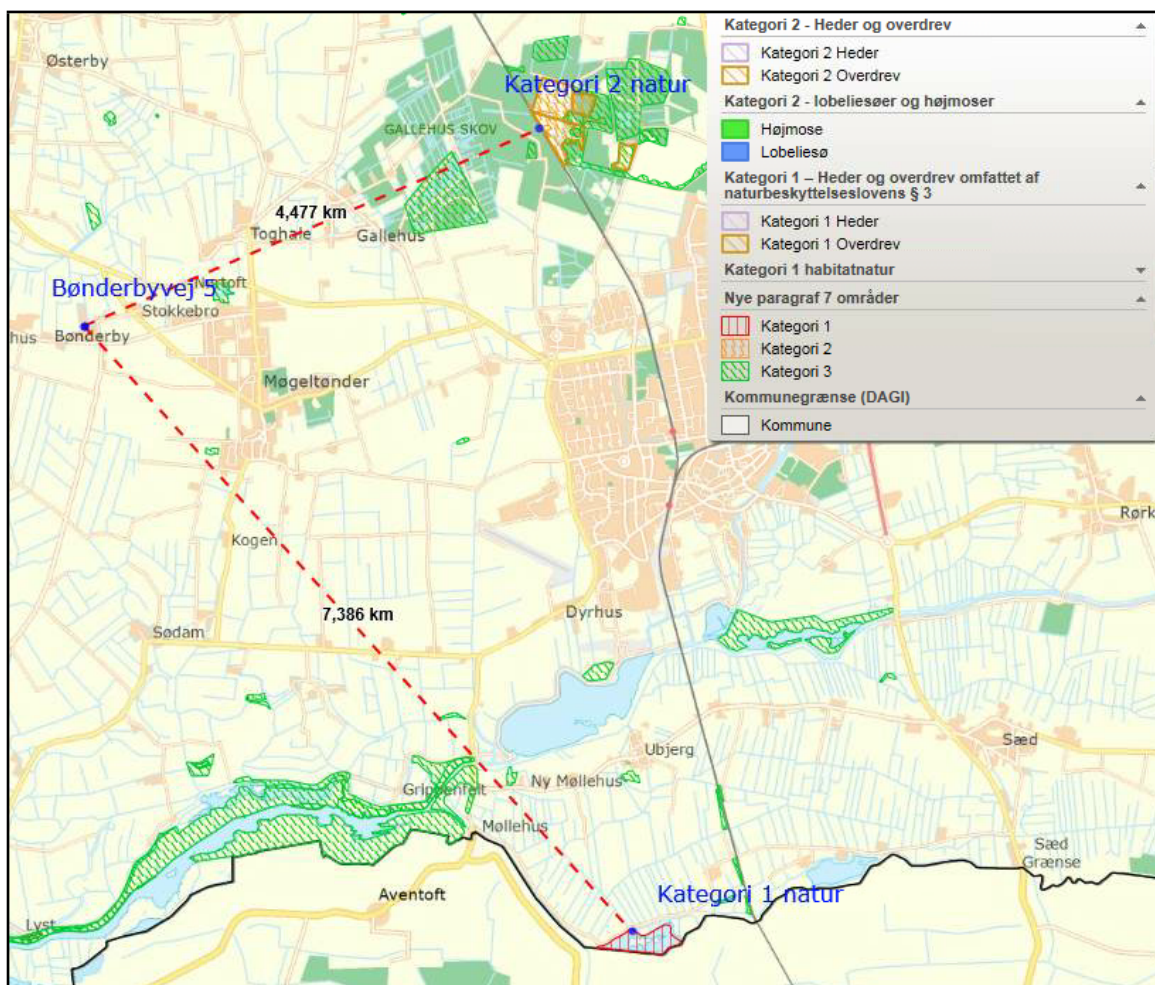 Østerby
Kategori 2 natur
GALLEHUS SKOV
4,477 km
Toghale
Gallehus
Bønderbyvej 5
Nortoft
Stokkebro
hus
Bønderby
Møgeltønder
Kogen
7,386 km
Dyrhus
Sødam
Rørk
Ubjerg
Sæd
Grippenfelt
Ny Møllehus
Møllehus
Sæd
Grænse
Aventoft
Kategori 1 natur
Lyst
Kategori 2 - Heder og overdrev
Kategori 2 Heder
Kategori 2 Overdrev
Kategori 2 - lobeliesøer og højmoser
Højmose
Lobeliesø
Kategori 1 – Heder og overdrev omfattet af
naturbeskyttelseslovens § 3
Kategori 1 Heder
Kategori 1 Overdrev
Kategori 1 habitatnatur
Nye paragraf 7 områder
Kategori 1
Kategori 2
Kategori 3
Kommunegrænse (DAGI)
Kommune